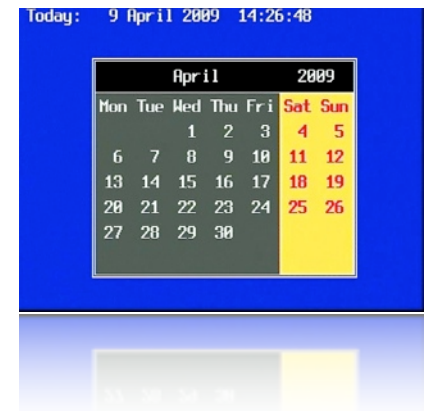 Today: 9 April 2009 14:26:48
April 2009
Mon Tue Wed Thu Fri Sat Sun
1 2 3 4 5
6 7 8 9 10 11 12
13 14 15 16 17 18 19
20 21 22 23 24 25 26
27 28 29 30